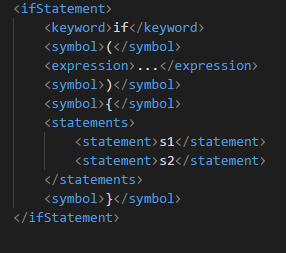 <ifStatement>
<keyword>if</keyword>
<symbol>(</symbol>
<expression>...</expression>
<symbol>)</symbol>
<symbol>{</symbol>
<statements>
<statement>s1</statement>
<statement>s2</statement>
</statements>
<symbol>}</symbol>
</ifStatement>